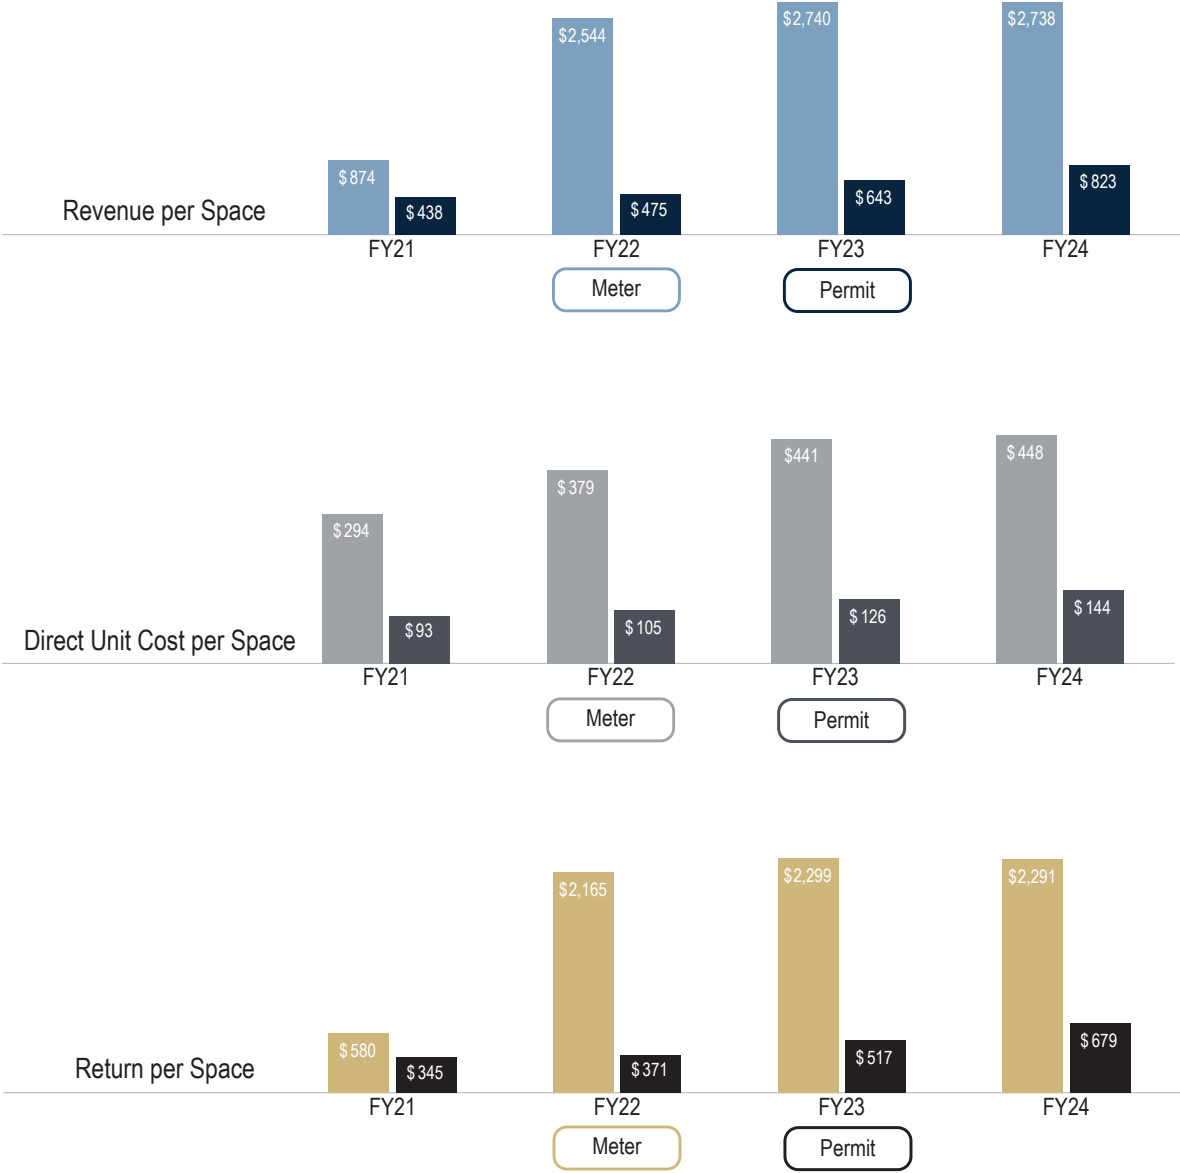 $2,544
$2,740
$2,738
$874
$438
$475
$643
$823
Revenue per Space
FY21
FY22
FY23
FY24
Meter
Permit
$294
$379
$441
$448
$93
$105
$126
$144
Direct Unit Cost per Space
FY21
FY22
FY23
FY24
Meter
Permit
$2,165
$2,299
$2,291
$580
$345
$371
$517
$679
Return per Space
FY21
FY22
FY23
FY24
Meter
Permit